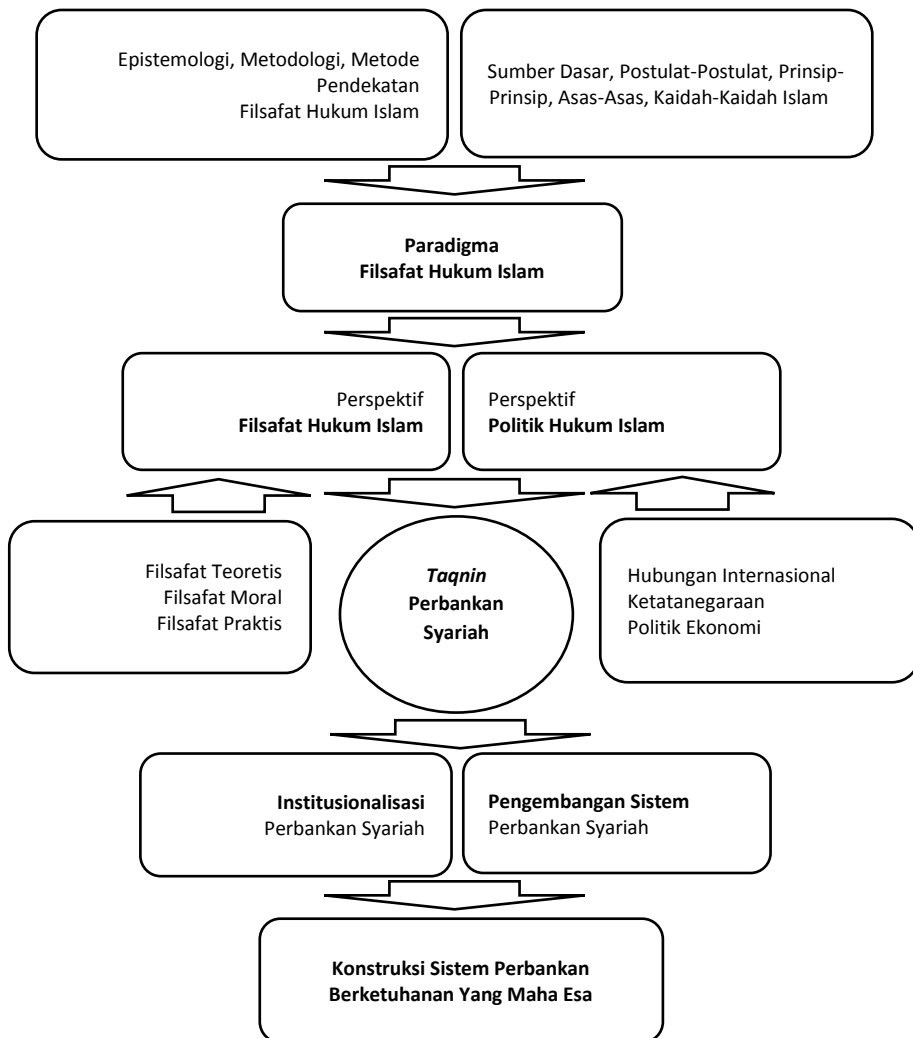 Epistemologi, Metodologi, Metode
Pendekatan
Filsafat Hukum Islam
Sumber Dasar, Postulat-Postulat, Prinsip-
Prinsip, Asas-Asas, Kaidah-Kaidah Islam
Paradigma
Filsafat Hukum Islam
Perspektif
Filsafat Hukum Islam
Perspektif
Politik Hukum Islam
Filsafat Teoretis
Filsafat Moral
Filsafat Praktis
Taqnin
Perbankan
Syariah
Hubungan Internasional
Ketatanegaraan
Politik Ekonomi
Institusionalisasi
Perbankan Syariah
Pengembangan Sistem
Perbankan Syariah
Konstruksi Sistem Perbankan
Berketuhanan Yang Maha Esa